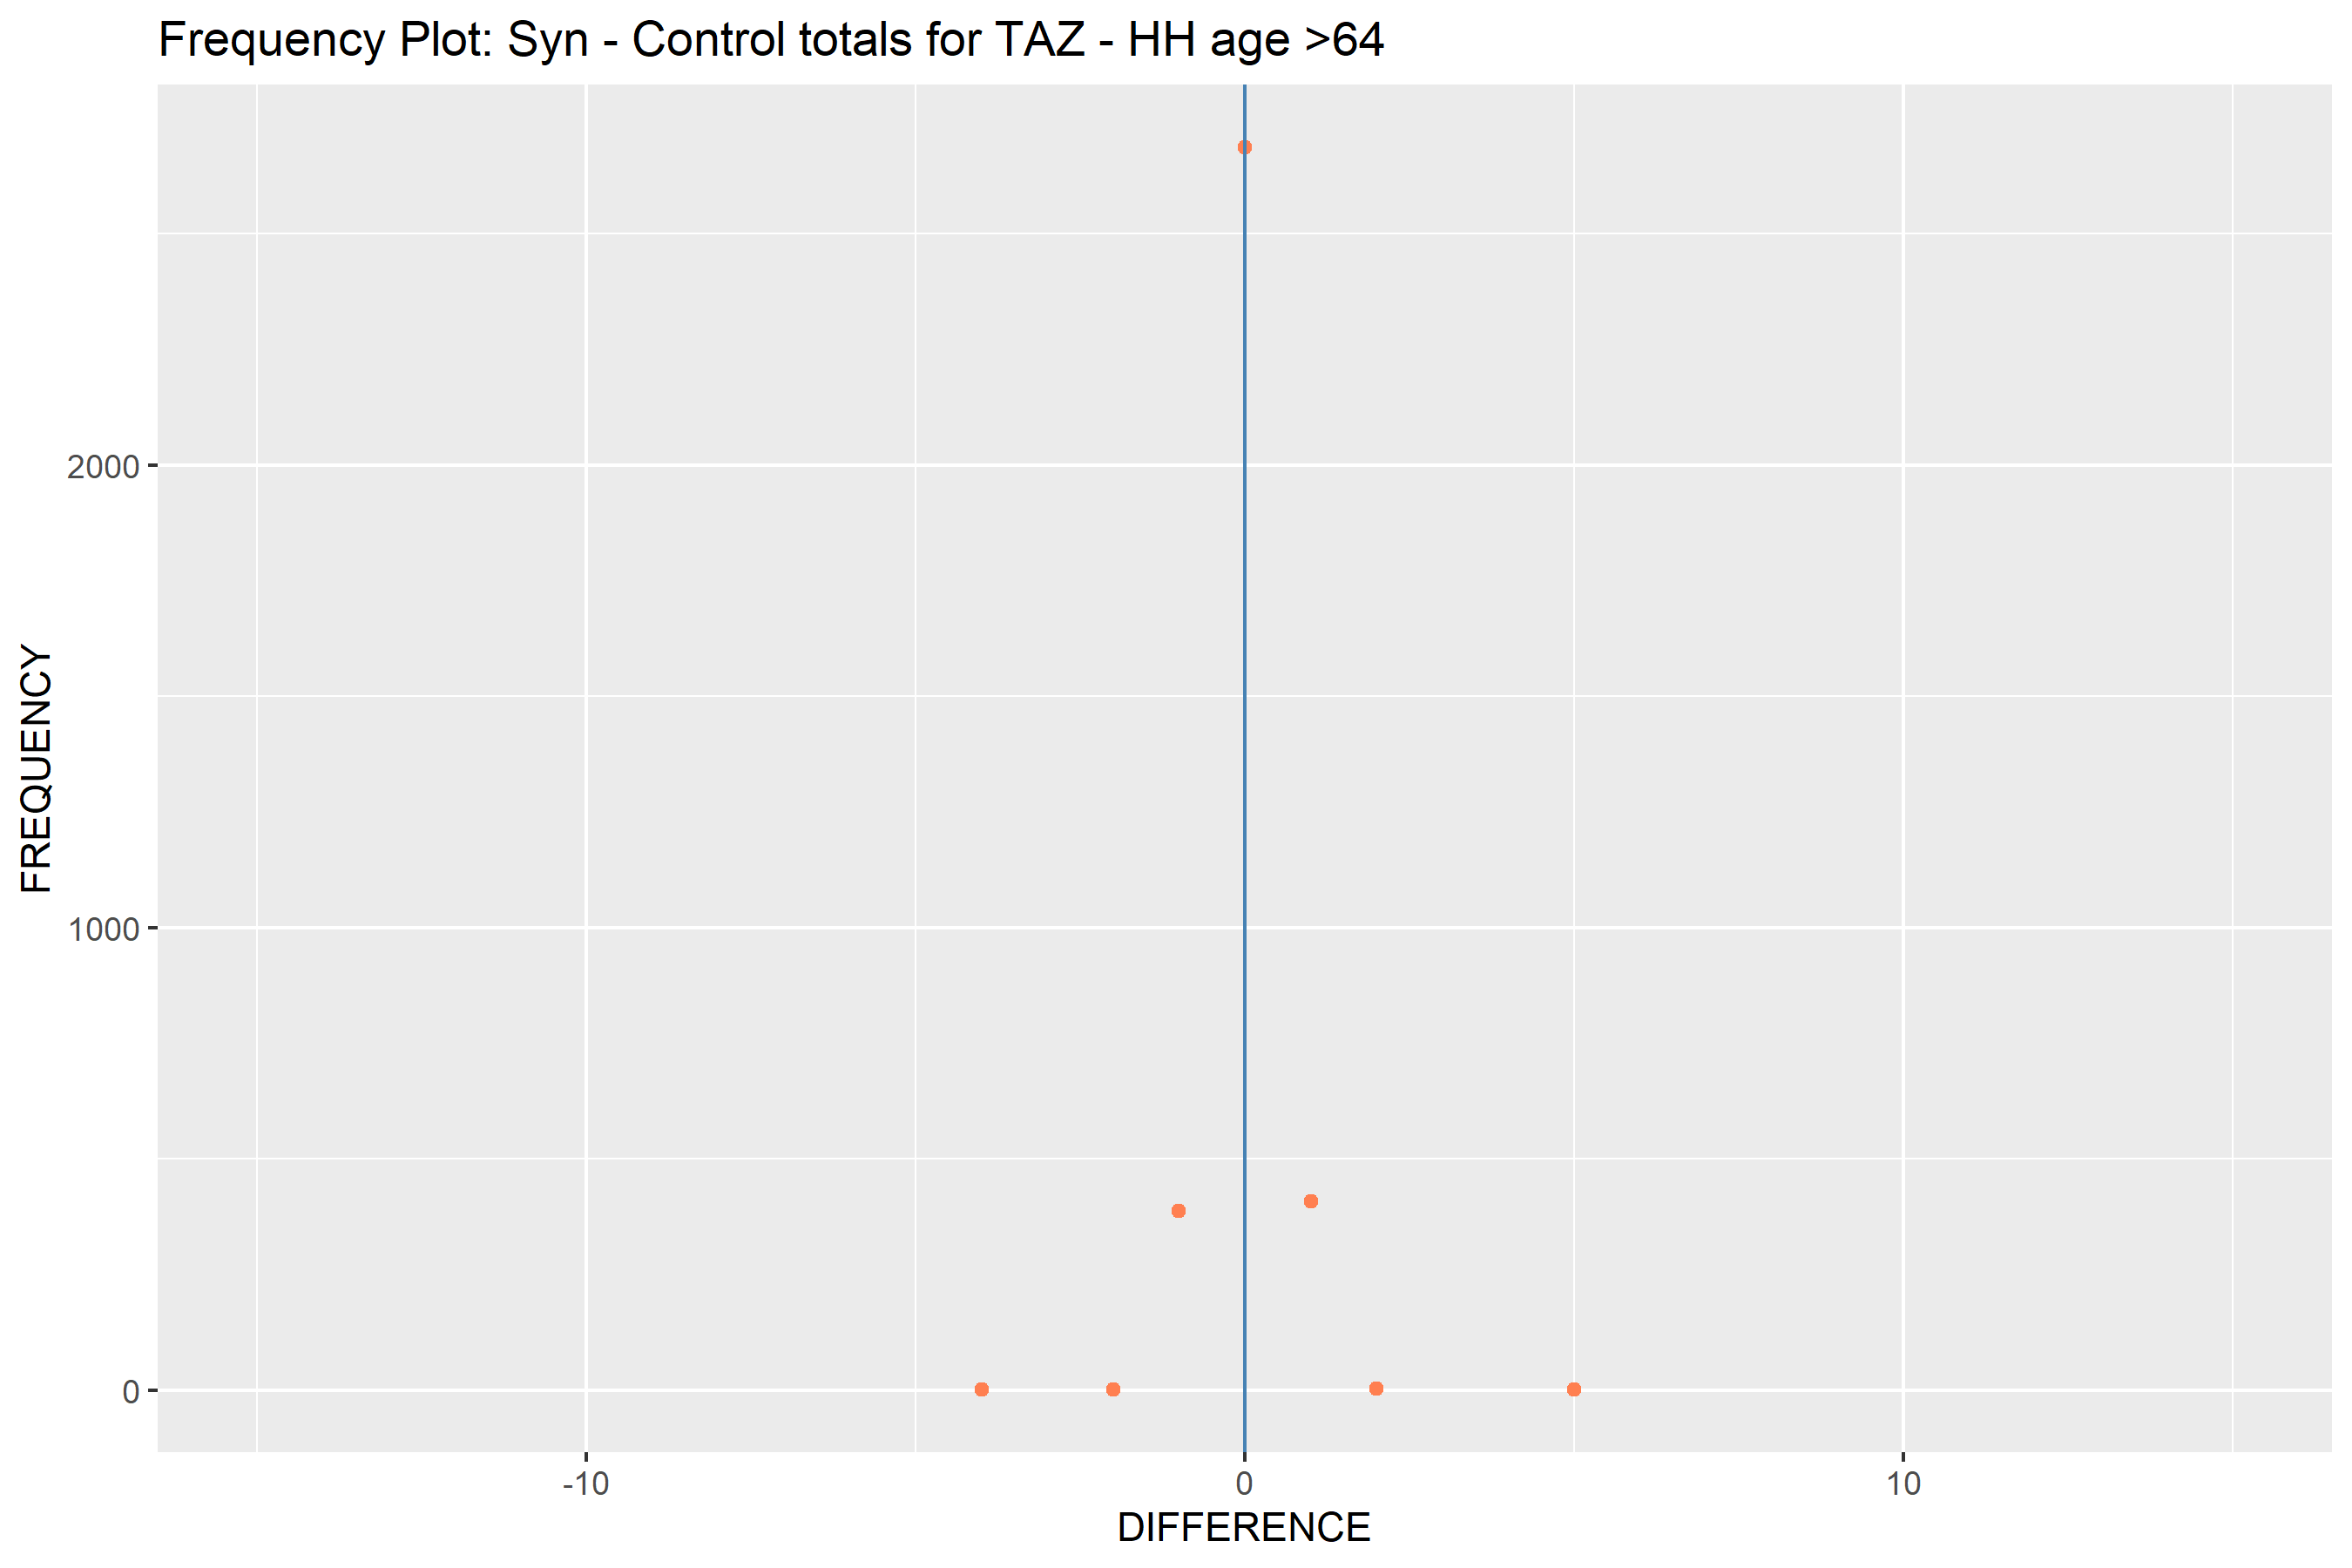 Frequency Plot: Syn - Control totals for TAZ - HH age >64
FREQUENCY
2000
1000
0
-10
0
10
DIFFERENCE